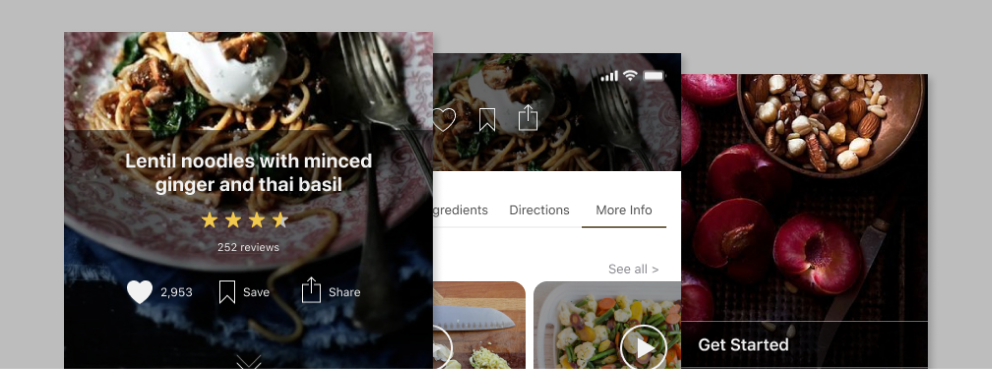 Lentil noodles with minced
ginger and thai basil
252 reviews
2,953 Save Share
gredients Directions More Info
See all >
Get Started